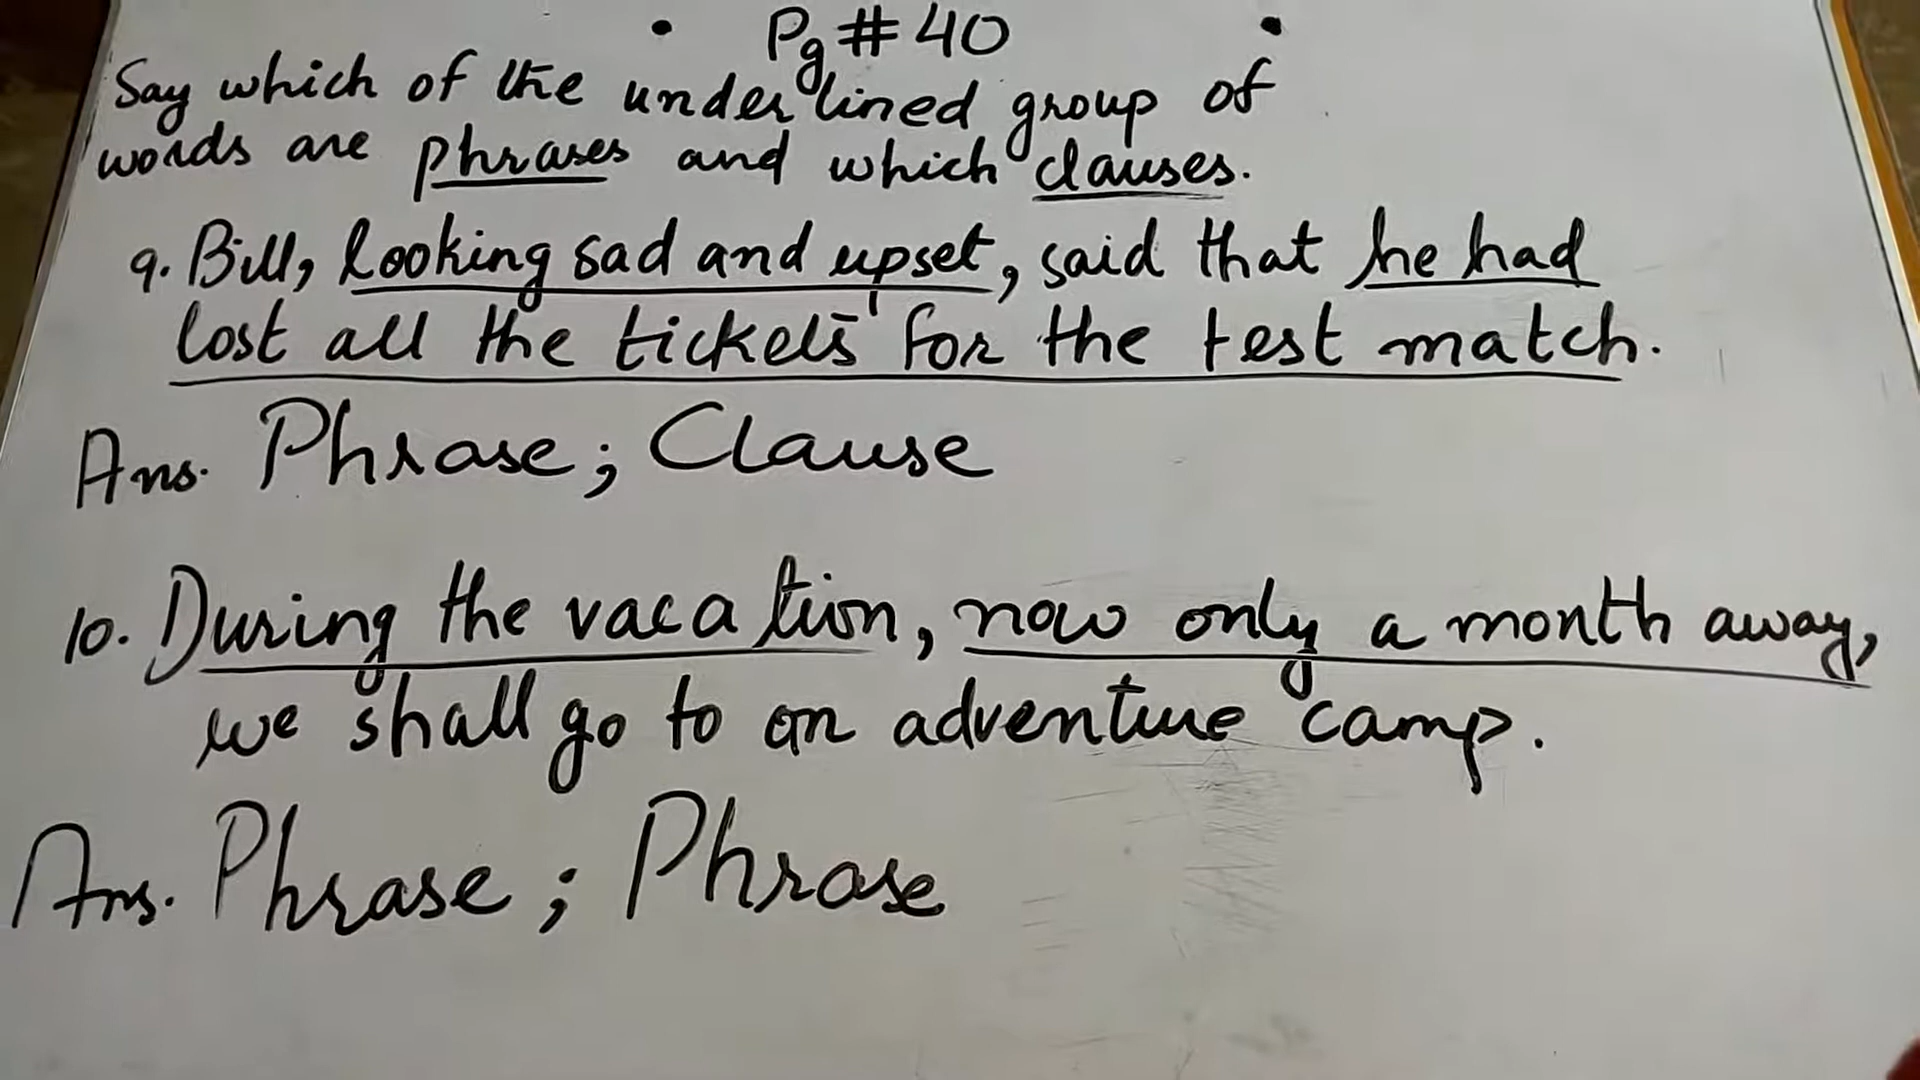 Pg # 40
Say which of the underlined group of
words are phrases and which clauses.
9. Bill, looking sad and upset, said that he had
lost all the tickets for the test match.
Ans. Phrase; Clause
10. During the vacation, now only a month away,
we shall go to an adventure camp.
Ans. Phrase; Phrase